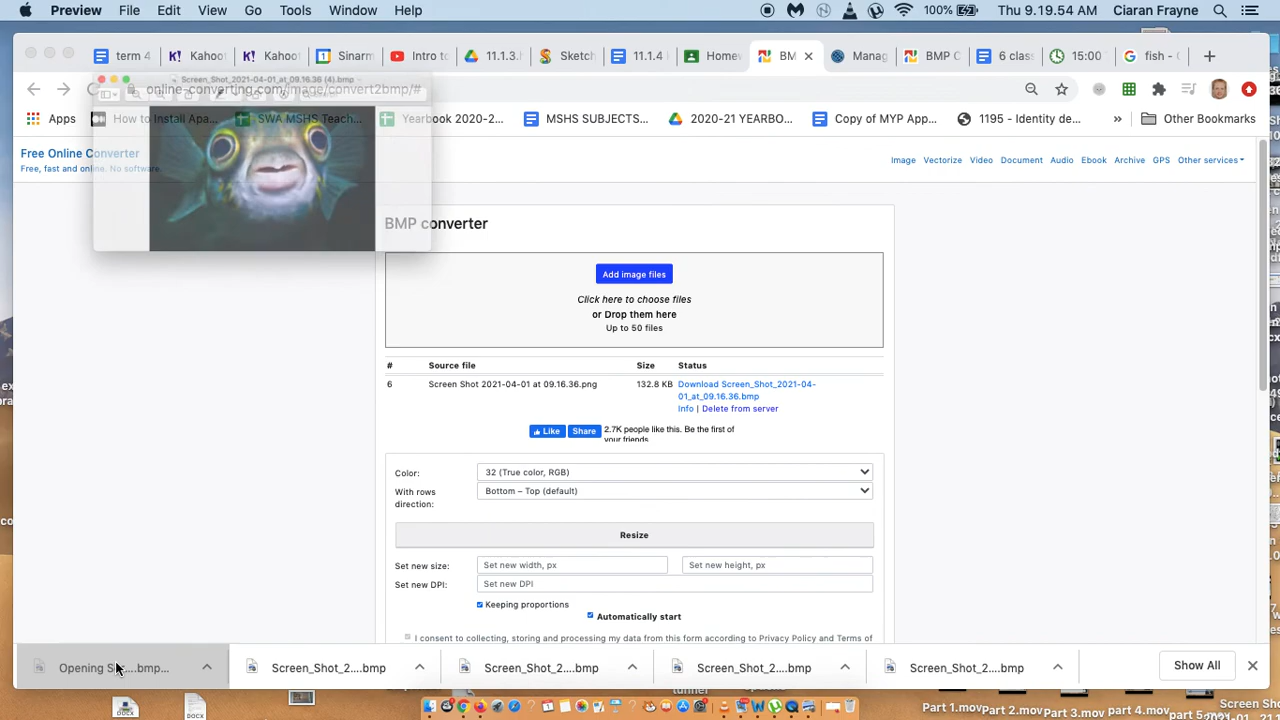 Preview File Edit View Go Tools Window Help 100% Thu 9.19.54 AM Ciaran Frayne
term 4 Kahoo Kahoo Sinarm Intro to 11.1.3. Sketch 11.1.4 Homew BM Manag BMP C 6 class 15:00 fish -
Screen_Shot_2021-04-01_at_09.16.36 (4).bmp
online-converting.com/image/convert2bmp/#
Apps How to Install Apa... SWA MSHS Teach... Yearbook 2020-2... MSHS SUBJECTS... 2020-21 YEARBO... Copy of MYP App... 1195 - Identity de... » Other Bookmarks
Free Online Converter
Free, fast and online. No software.
Image Vectorize Video Document Audio Ebook Archive GPS Other services
BMP converter
Add image files
Click here to choose files
or Drop them here
Up to 50 files
# Source file Size Status
6 Screen Shot 2021-04-01 at 09.16.36.png 132.8 KB Download Screen_Shot_2021-04-
01_at_09.16.36.bmp
Info | Delete from server
Like Share 2.7K people like this. Be the first of
your friends.
Color: 32 (True color, RGB)
With rows
direction: Bottom – Top (default)
Resize
Set new size: Set new width, px Set new height, px
Set new DPI: Set new DPI
Keeping proportions
Automatically start
I consent to collecting, storing and processing my data from this form according to Privacy Policy and Terms of
Opening S....bmp... Screen_Shot_2....bmp Screen_Shot_2....bmp Screen_Shot_2....bmp Screen_Shot_2....bmp Show All
DOCX
Part 1.mov Part 2.mov Part 3.mov Part 4.mov